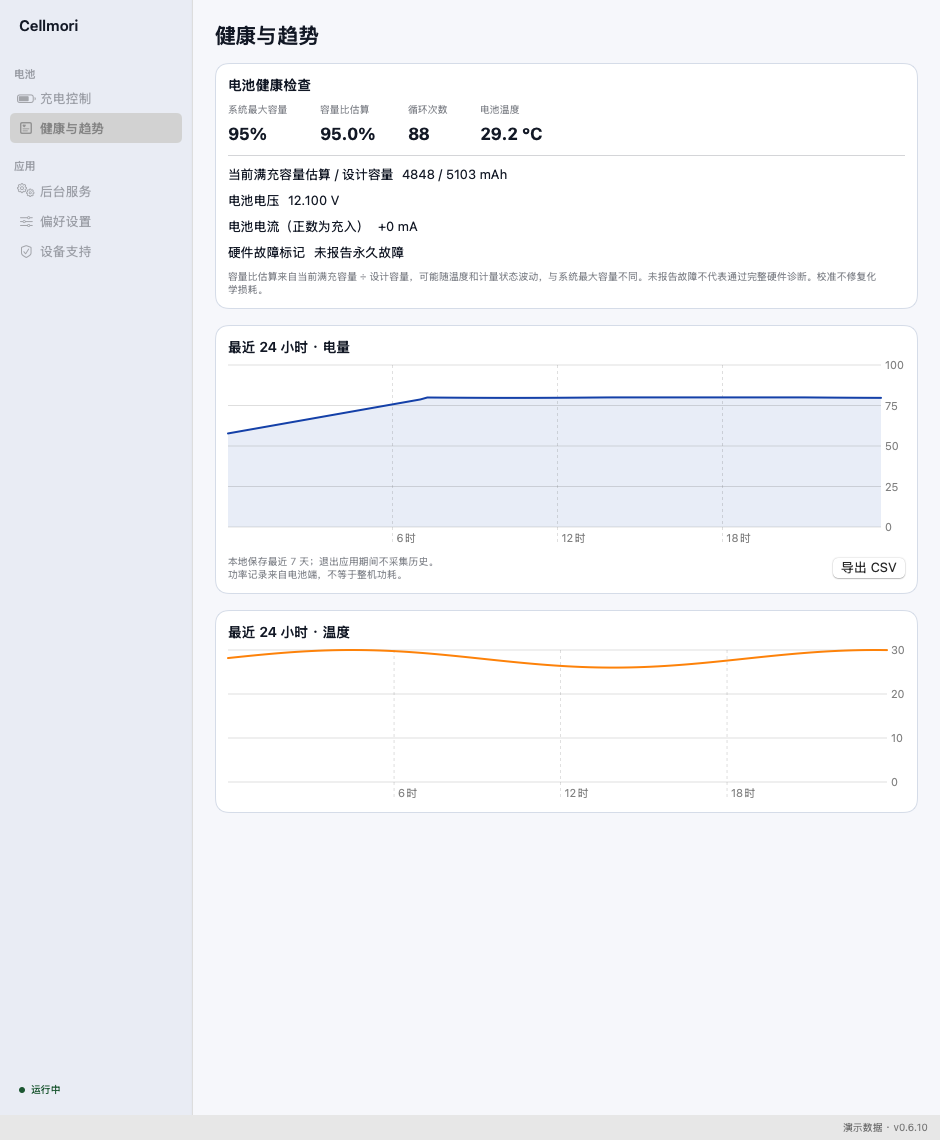 Cellmori
电池
充电控制
健康与趋势
应用
后台服务
偏好设置
设备支持
运行中
健康与趋势
电池健康检查
系统最大容量 容量比估算 循环次数 电池温度
95% 95.0% 88 29.2 °C
当前满充容量估算 / 设计容量 4848 / 5103 mAh
电池电压 12.100 V
电池电流（正数为充入） +0 mA
硬件故障标记 未报告永久故障
容量比估算来自当前满充容量 ÷ 设计容量，可能随温度和计量状态波动，与系统最大容量不同。未报告故障不代表通过完整硬件诊断。校准不修复化
学损耗。
最近 24 小时 · 电量
100
75
50
25
0
6时 12时 18时
本地保存最近 7 天；退出应用期间不采集历史。
功率记录来自电池端，不等于整机功耗。
导出 CSV
最近 24 小时 · 温度
30
20
10
0
6时 12时 18时
演示数据 · v0.6.10